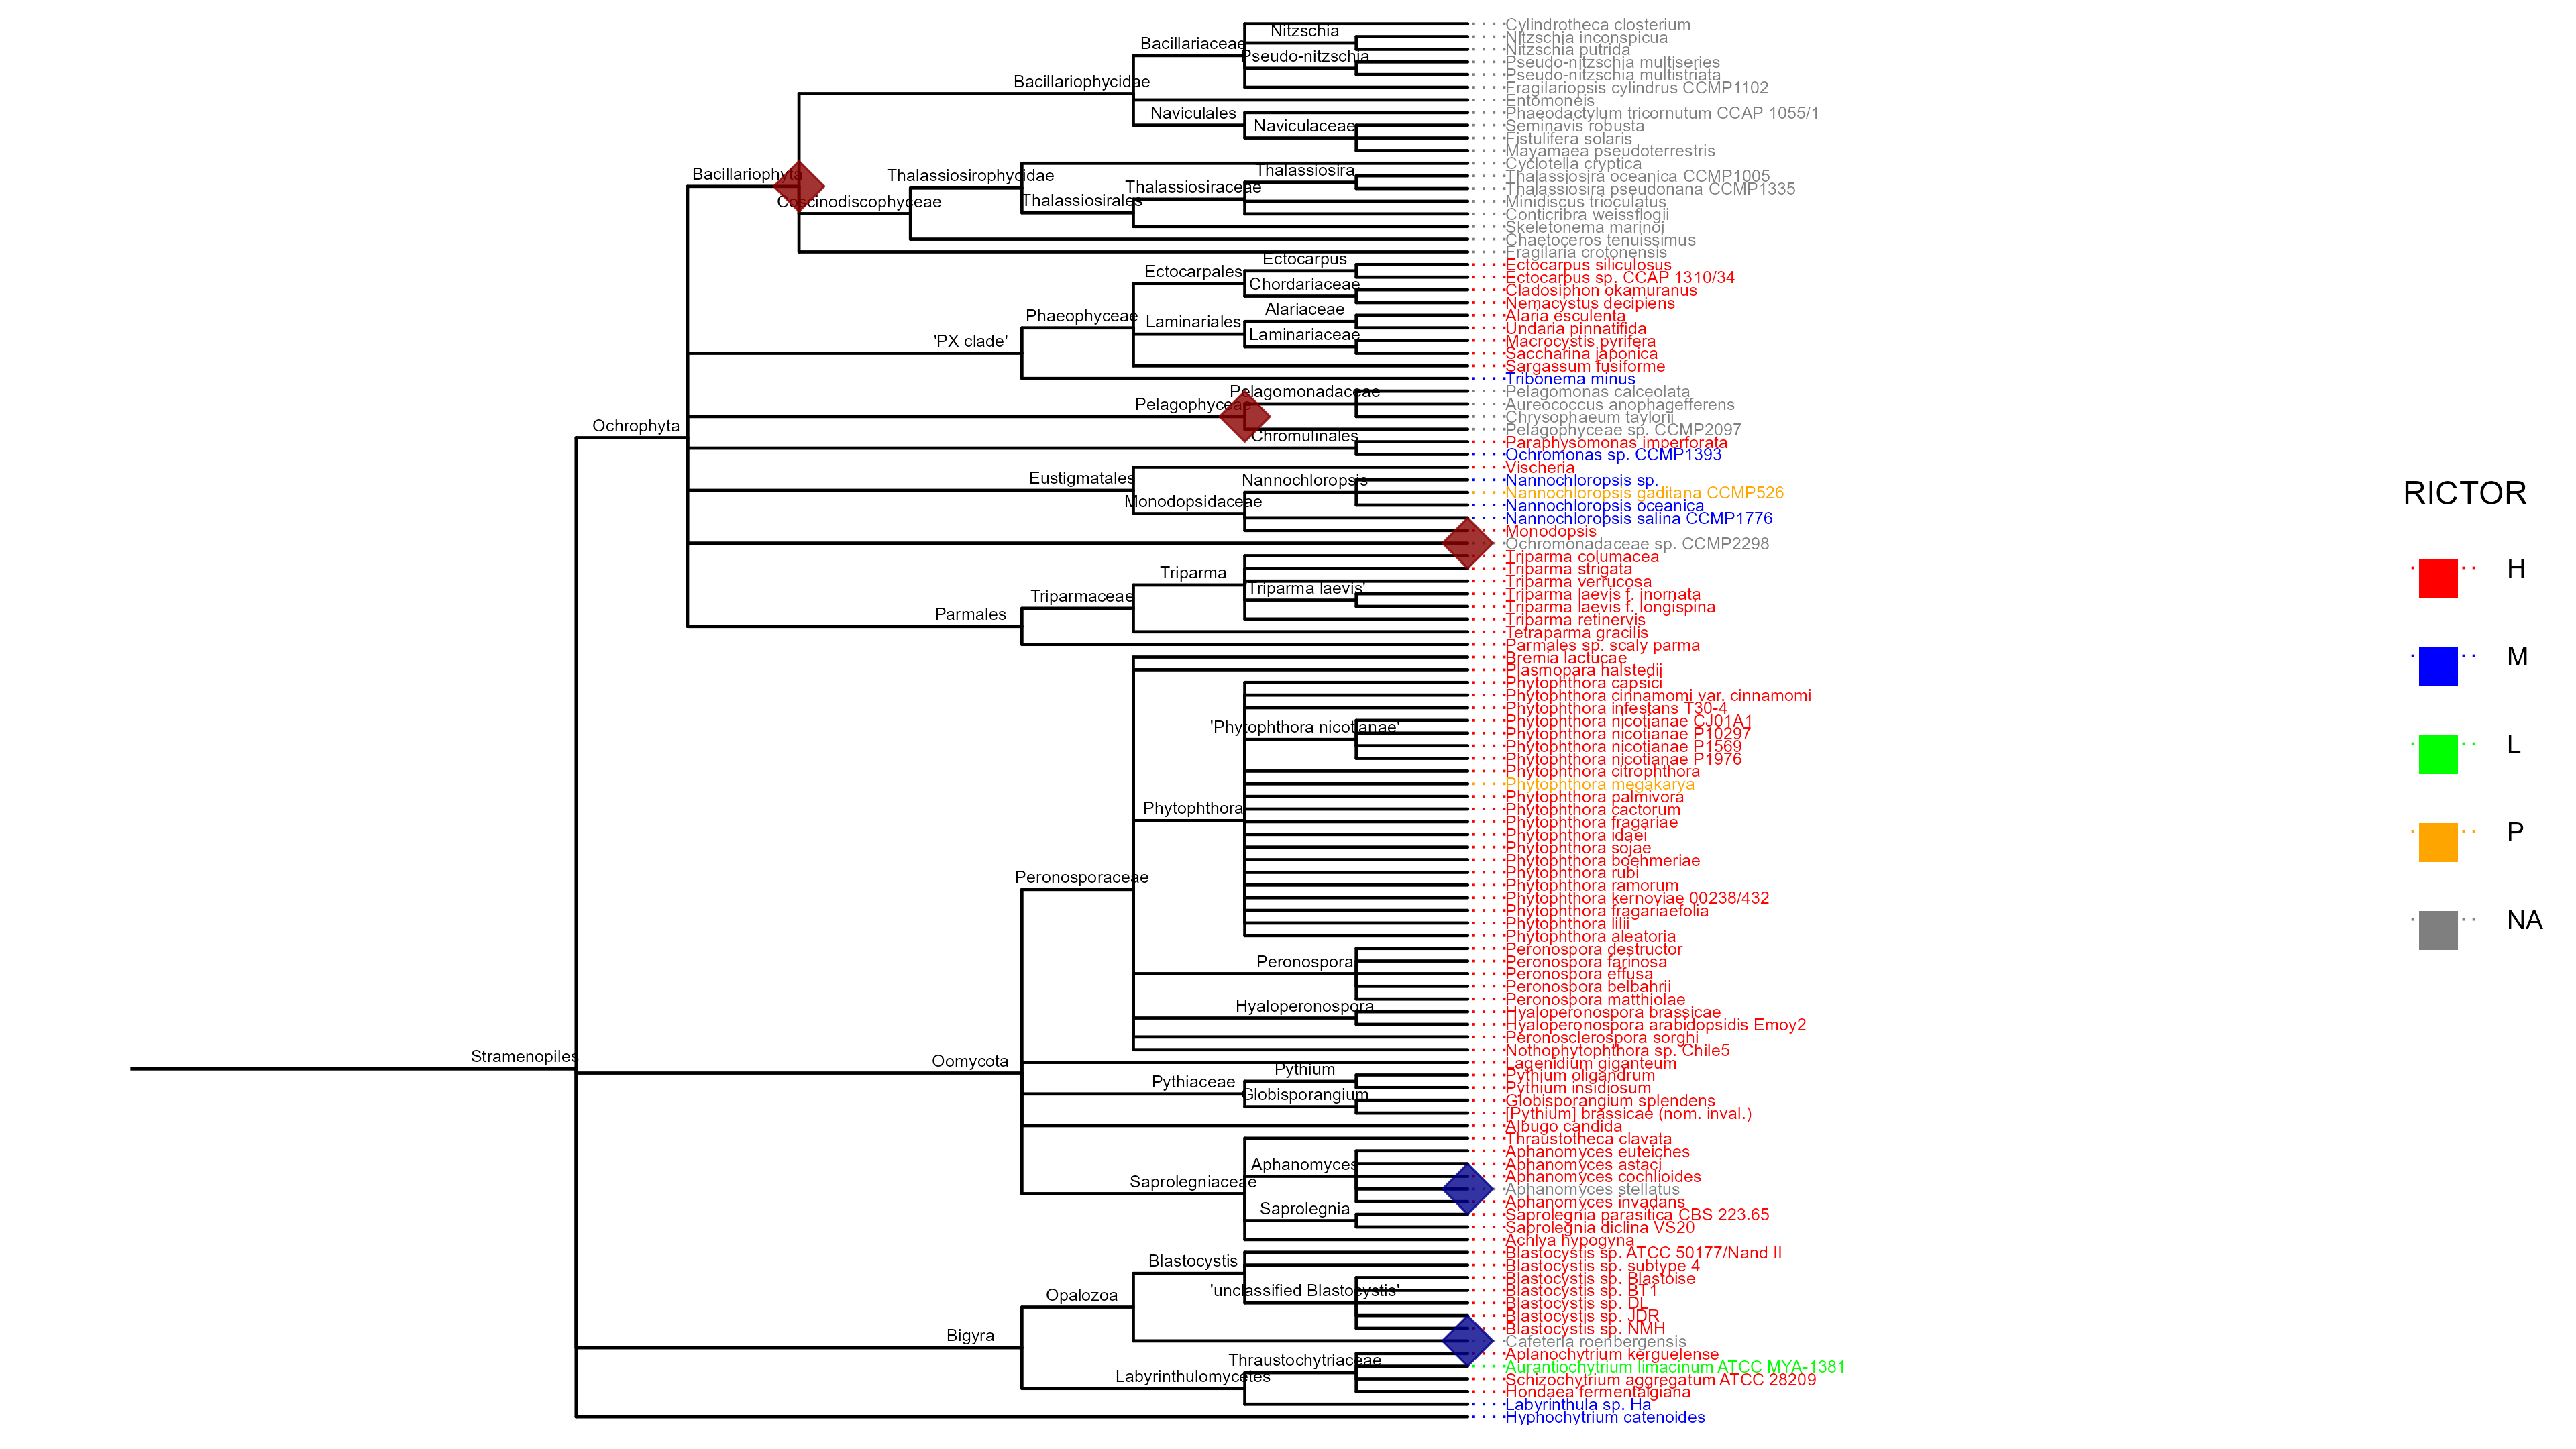 Cylindrotheca closterium
Nitzschia
Nitzschia inconspicua
Bacillariaceae
Nitzschia putrida
Pseudo-nitzschia
Pseudo-nitzschia multiseries
Pseudo-nitzschia multistriata
Bacillariophycidae
Fragilariopsis cylindrus CCMP1102
Entomoneis
Naviculales
Phaeodactylum tricornutum CCAP 1055/1
Naviculaceae
Seminavis robusta
Fistulifera solaris
Mayamaea pseudoterrestris
Cyclotella cryptica
Bacillariophyta
Thalassiosirophycidae
Thalassiosira
Thalassiosira oceanica CCMP1005
Thalassiosiraceae
Thalassiosira pseudonana CCMP1335
Coscinodiscophyceae
Thalassiosirales
Minidiscus trioculatus
Conticribra weissflogii
Skeletonema marinoi
Chaetoceros tenuissimus
Fragilaria crotonensis
Ectocarpus
Ectocarpus siliculosus
Ectocarpales
Ectocarpus sp. CCAP 1310/34
Chordariaceae
Cladosiphon okamuranus
Nemacystus decipiens
Phaeophyceae
Alariaceae
Alaria esculenta
Laminariales
Undaria pinnatifida
'PX clade'
Laminariaceae
Macrocystis pyrifera
Saccharina japonica
Sargassum fusiforme
Tribonema minus
Pelagomonadaceae
Pelagomonas calceolata
Pelagophyceae
Aureococcus anophagefferens
Chrysophaeum taylorii
Ochrophyta
Pelagophyceae sp. CCMP2097
Chromulinales
Paraphysomonas imperforata
Ochromonas sp. CCMP1393
Vischeria
Eustigmatales
Nannochloropsis
Nannochloropsis sp.
Nannochloropsis gaditana CCMP526
Monodopsidaceae
Nannochloropsis oceanica
Nannochloropsis salina CCMP1776
Monodopsis
Ochromonadaceae sp. CCMP2298
Triparma columacea
Triparma
Triparma strigata
Triparma verrucosa
Triparmaceae
Triparma laevis'
Triparma laevis f. inornata
Parmales
Triparma laevis f. longispina
Triparma retinervis
Tetraparma gracilis
Parmales sp. scaly parma
Bremia lactucae
Plasmopara halstedii
Phytophthora capsici
Phytophthora cinnamomi var. cinnamomi
Phytophthora infestans T30-4
'Phytophthora nicotianae'
Phytophthora nicotianae CJ01A1
Phytophthora nicotianae P10297
Phytophthora nicotianae P1569
Phytophthora nicotianae P1976
Phytophthora citrophthora
Phytophthora megakarya
Phytophthora palmivora
Phytophthora
Phytophthora cactorum
Phytophthora fragariae
Phytophthora idaei
Phytophthora sojae
Phytophthora boehmeriae
Peronosporaceae
Phytophthora rubi
Phytophthora ramorum
Phytophthora kernoviae 00238/432
Phytophthora fragariaefolia
Phytophthora lilii
Phytophthora aleatoria
Peronospora destructor
Peronospora
Peronospora farinosa
Peronospora effusa
Peronospora belbahrii
Peronospora matthiolae
Hyaloperonospora
Hyaloperonospora brassicae
Hyaloperonospora arabidopsidis Emoy2
Peronosclerospora sorghi
Stramenopiles
Oomycota
Nothophytophthora sp. Chile5
Lagenidium giganteum
Pythiaceae
Pythium
Pythium oligandrum
Pythium insidiosum
Globisporangium
Globisporangium splendens
[Pythium] brassicae (nom. inval.)
Albugo candida
Thraustotheca clavata
Aphanomyces euteiches
Aphanomyces
Aphanomyces astaci
Saprolegniaceae
Aphanomyces cochlioides
Aphanomyces stellatus
Aphanomyces invadans
Saprolegnia
Saprolegnia parasitica CBS 223.65
Saprolegnia diclina VS20
Achlya hypogyna
Blastocystis
Blastocystis sp. ATCC 50177/Nand II
Blastocystis sp. subtype 4
Opalozoa
'unclassified Blastocystis'
Blastocystis sp. Blastoise
Blastocystis sp. BT1
Blastocystis sp. DL
Blastocystis sp. JDR
Bigyra
Blastocystis sp. NMH
Cafeteria roenbergensis
Thraustochytriaceae
Aplanochytrium kerguelense
Labyrinthulomycetes
Aurantiochytrium limacinum ATCC MYA-1381
Schizochytrium aggregatum ATCC 28209
Hondaea fermentalgiana
Labyrinthula sp. Ha
Hyphochytrium catenoides
RICTOR
H
M
L
P
NA